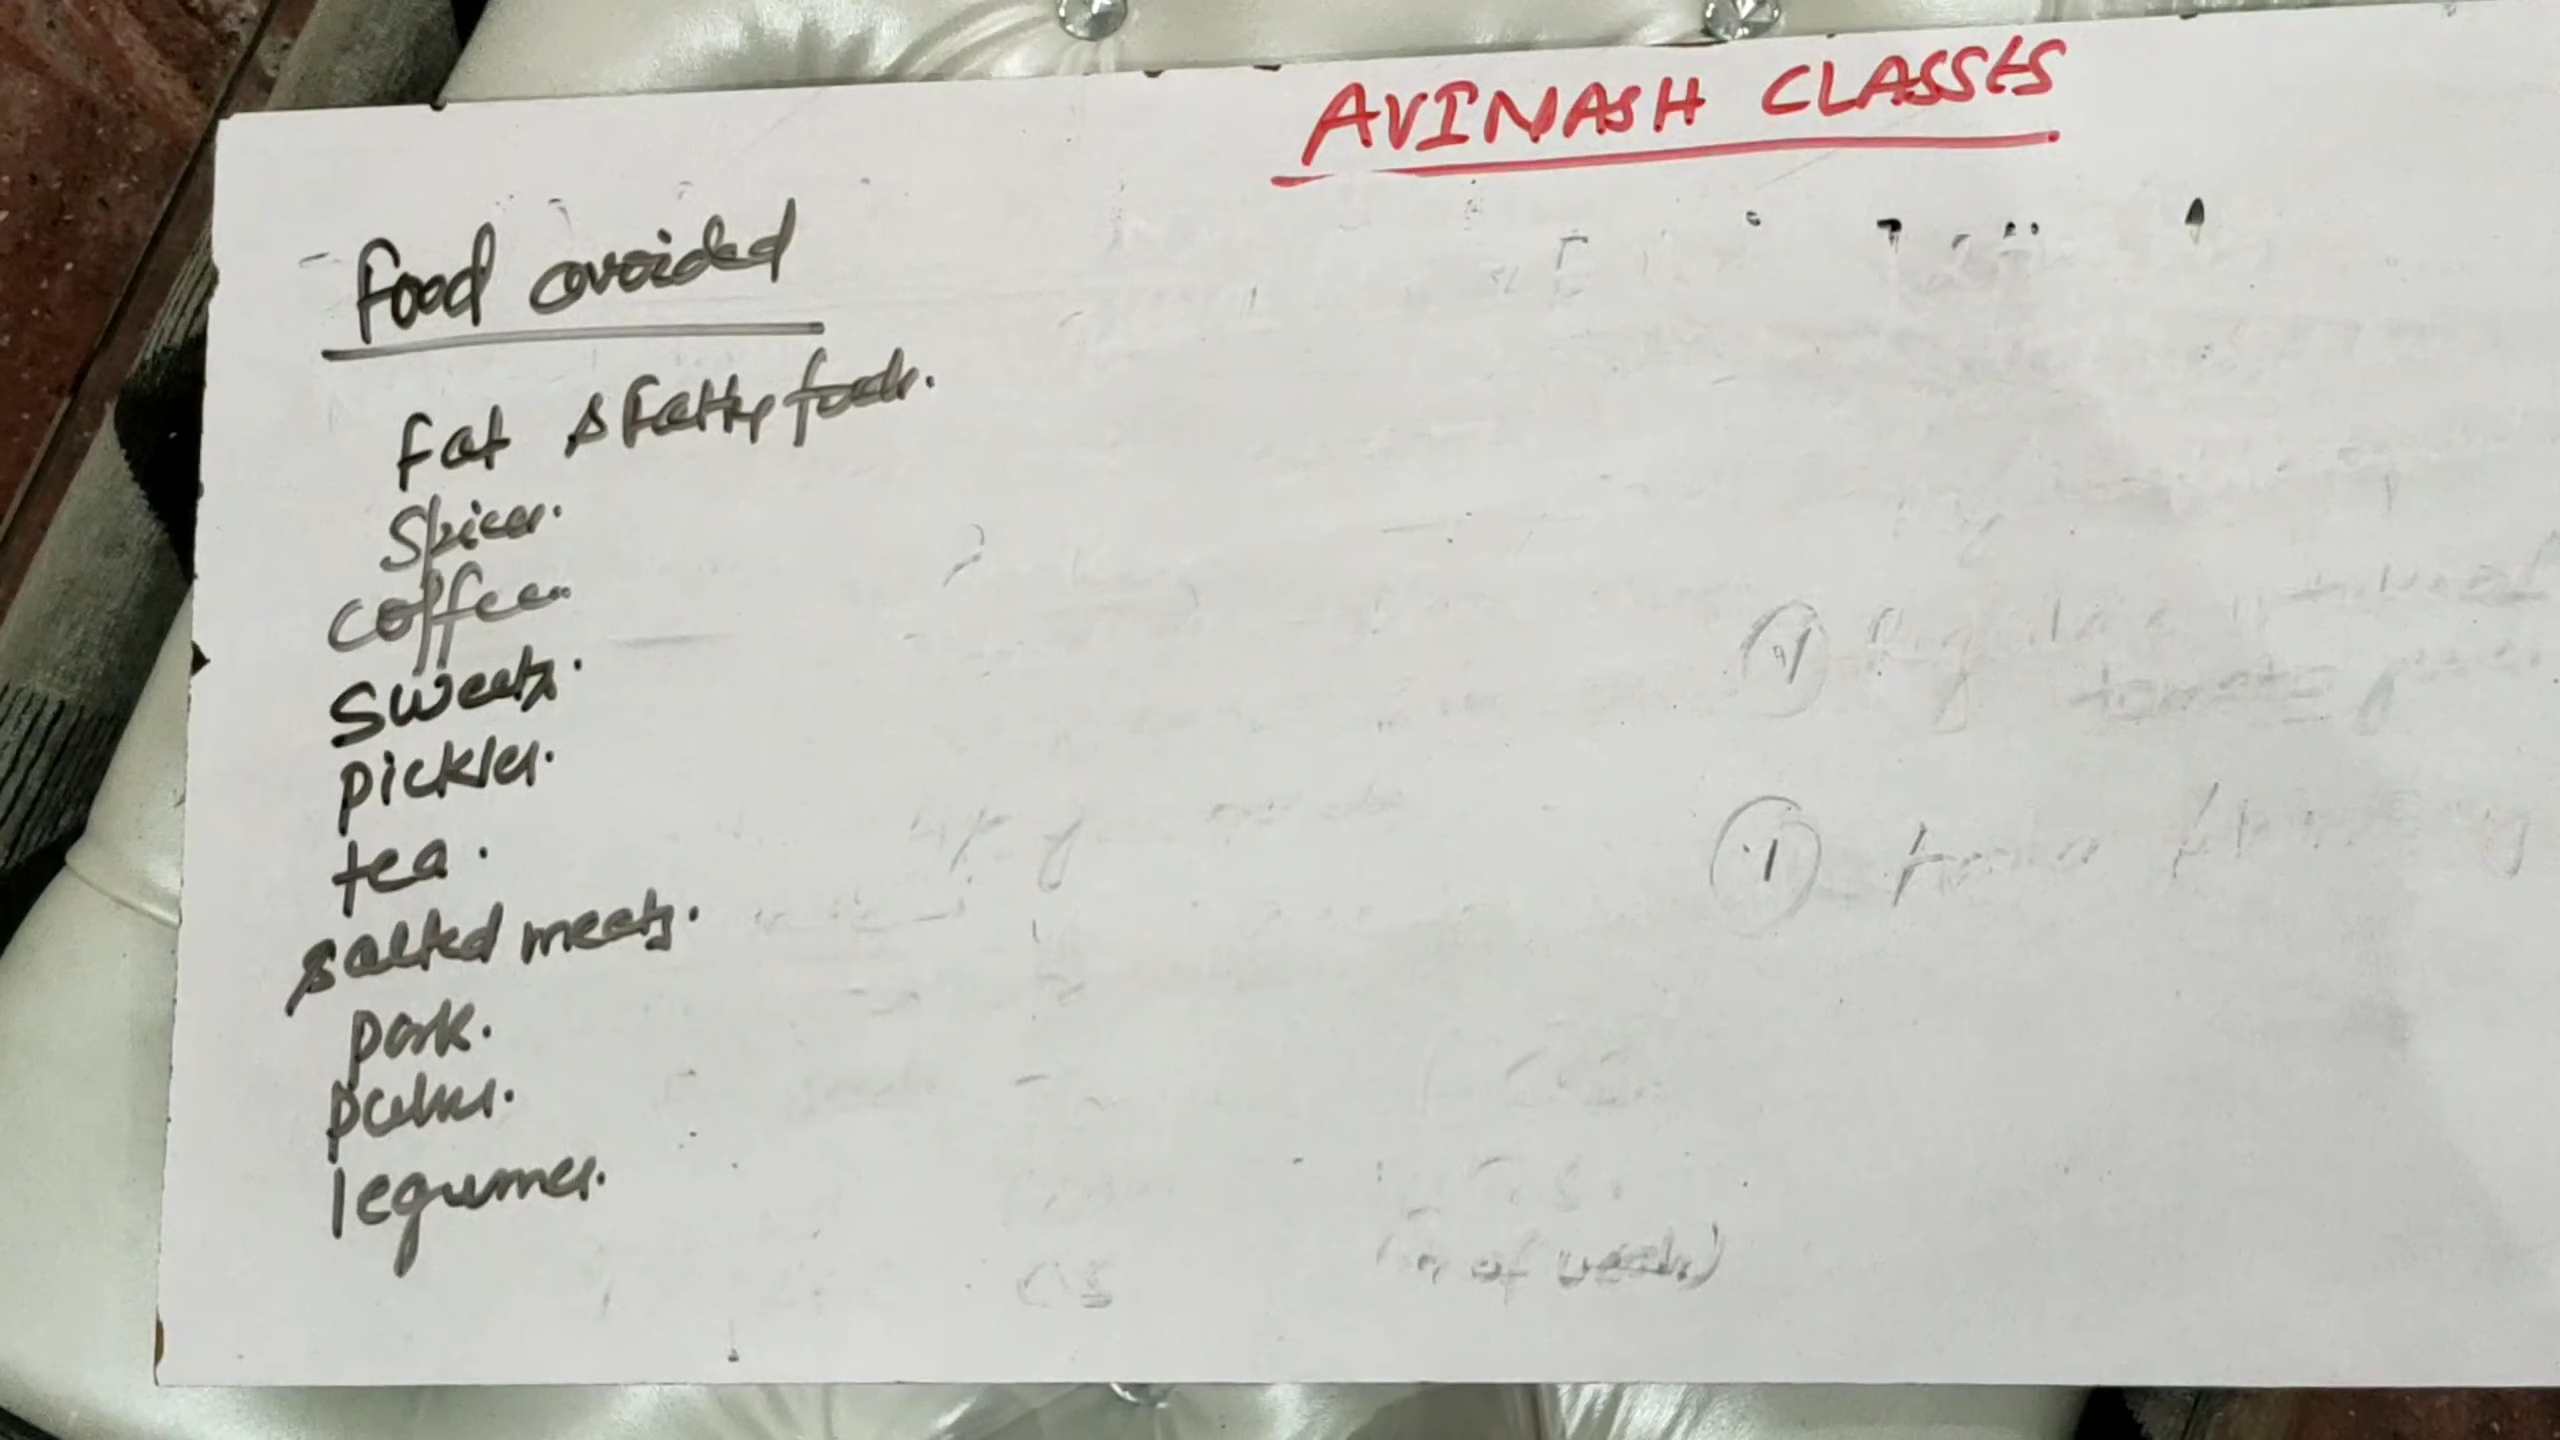 AVINASH CLASSES
Food avoided
Fat & Fatty foods.
Spices.
Coffee.
Sweets.
Pickles.
tea.
Salted meats.
Pork.
Pulses.
legumes.